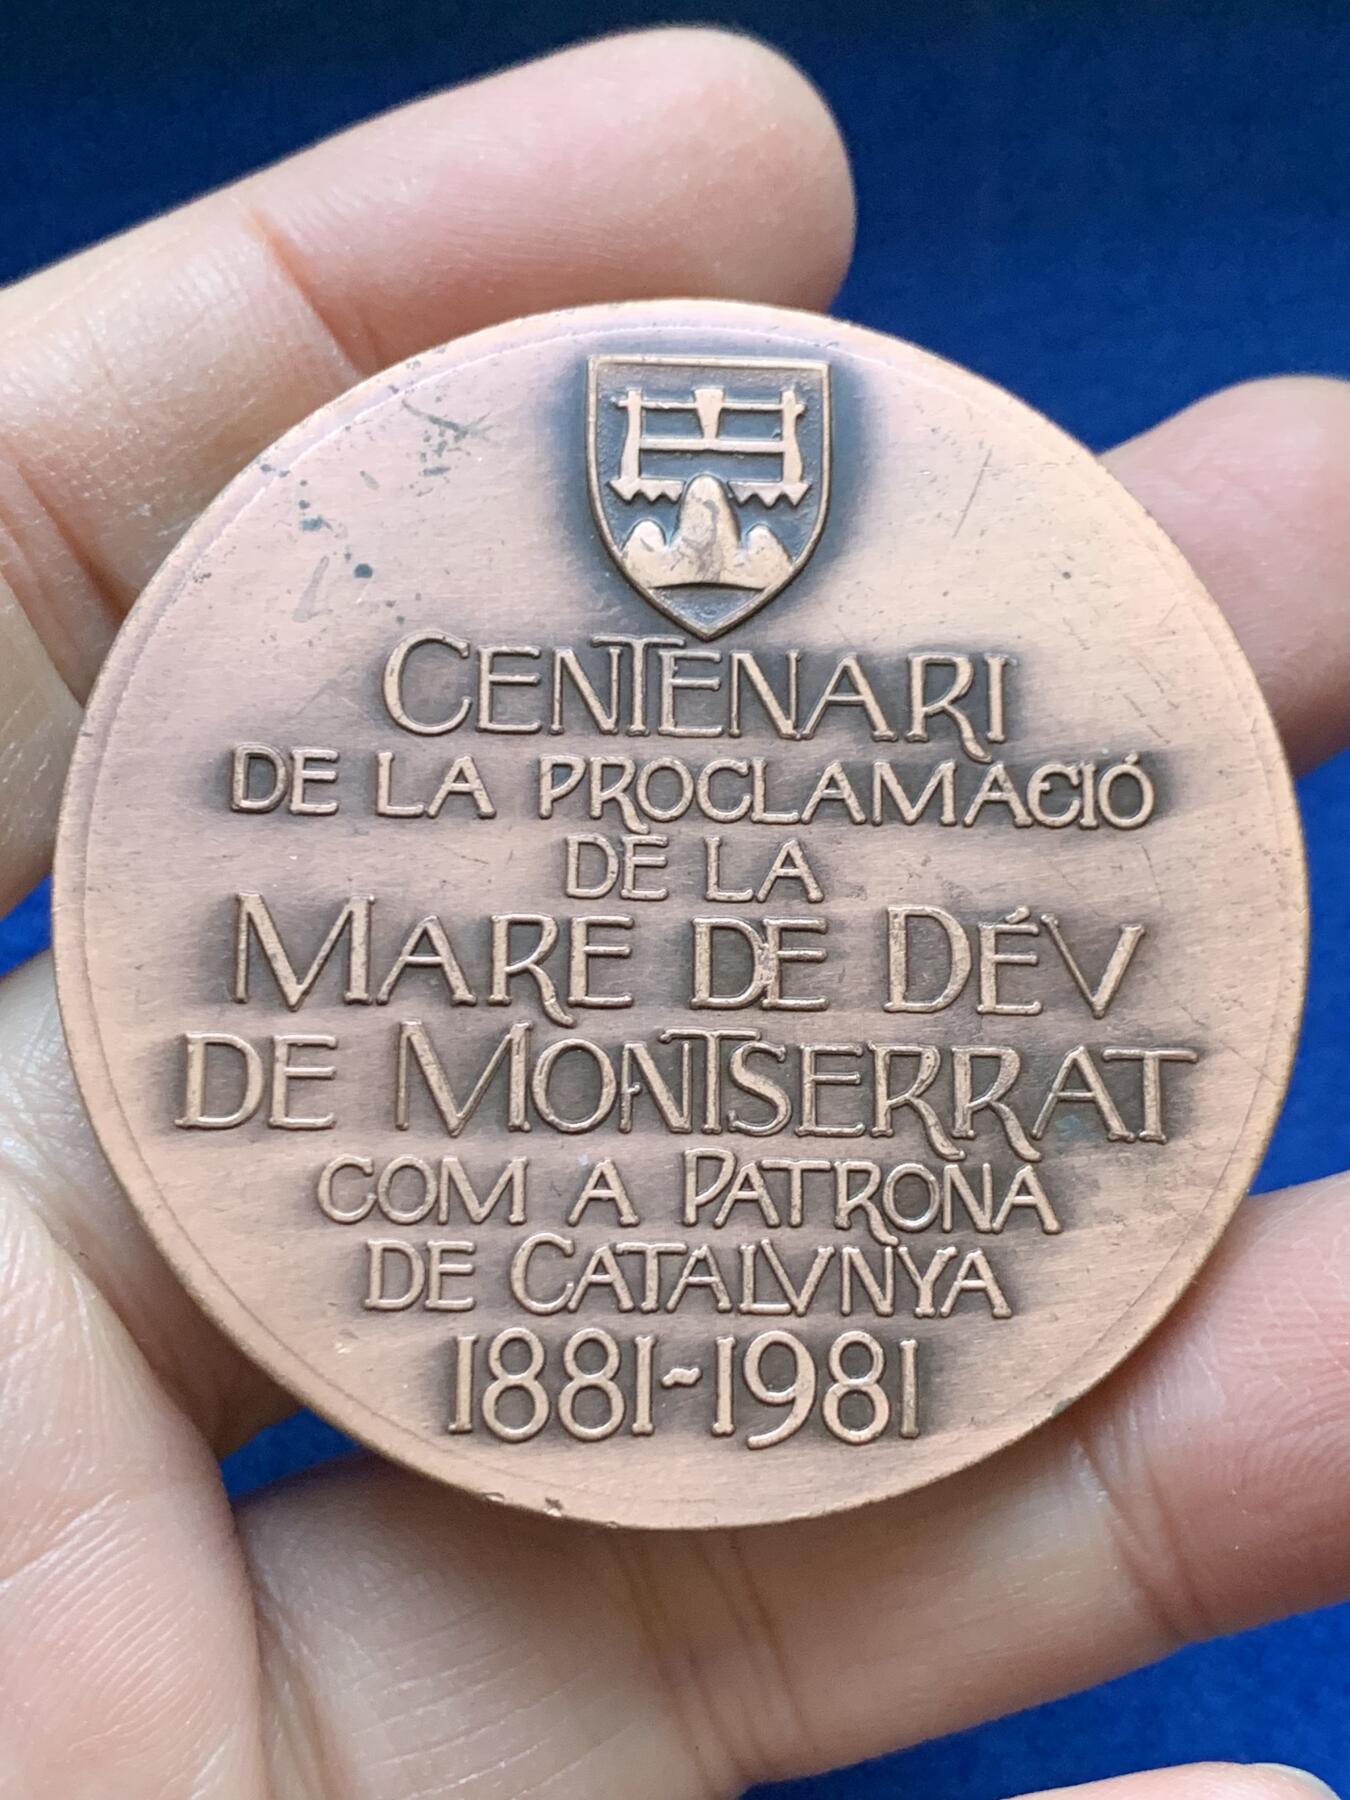 CENTENARI
DE LA PROCLAMACIÓ
DE LA
MARE DE DÉV
DE MONTSERRAT
COM A PATRONA
DE CATALVNYA
1881-1981